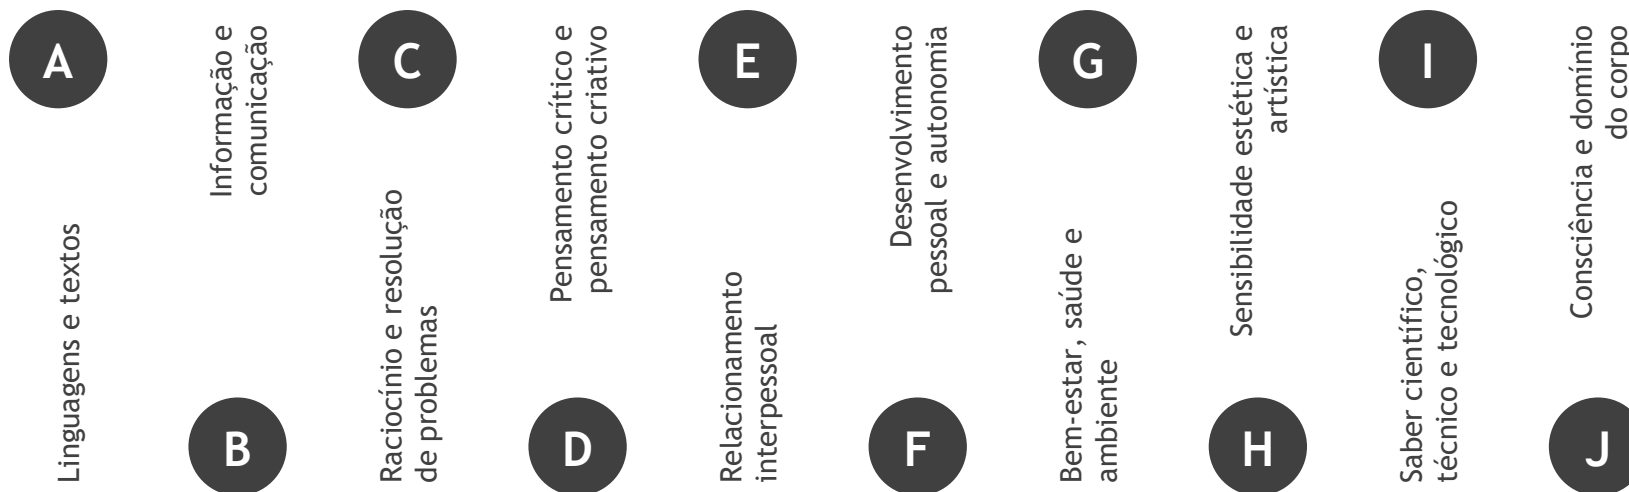 A
Linguagens e textos
Informação e
comunicação
B
C
Raciocínio e resolução
de problemas
Pensamento crítico e
pensamento criativo
D
E
Relacionamento
interpessoal
Desenvolvimento
pessoal e autonomia
F
G
Bem-estar, saúde e
ambiente
Sensibilidade estética e
artística
H
I
Saber científico,
técnico e tecnológico
Consciência e domínio
do corpo
J